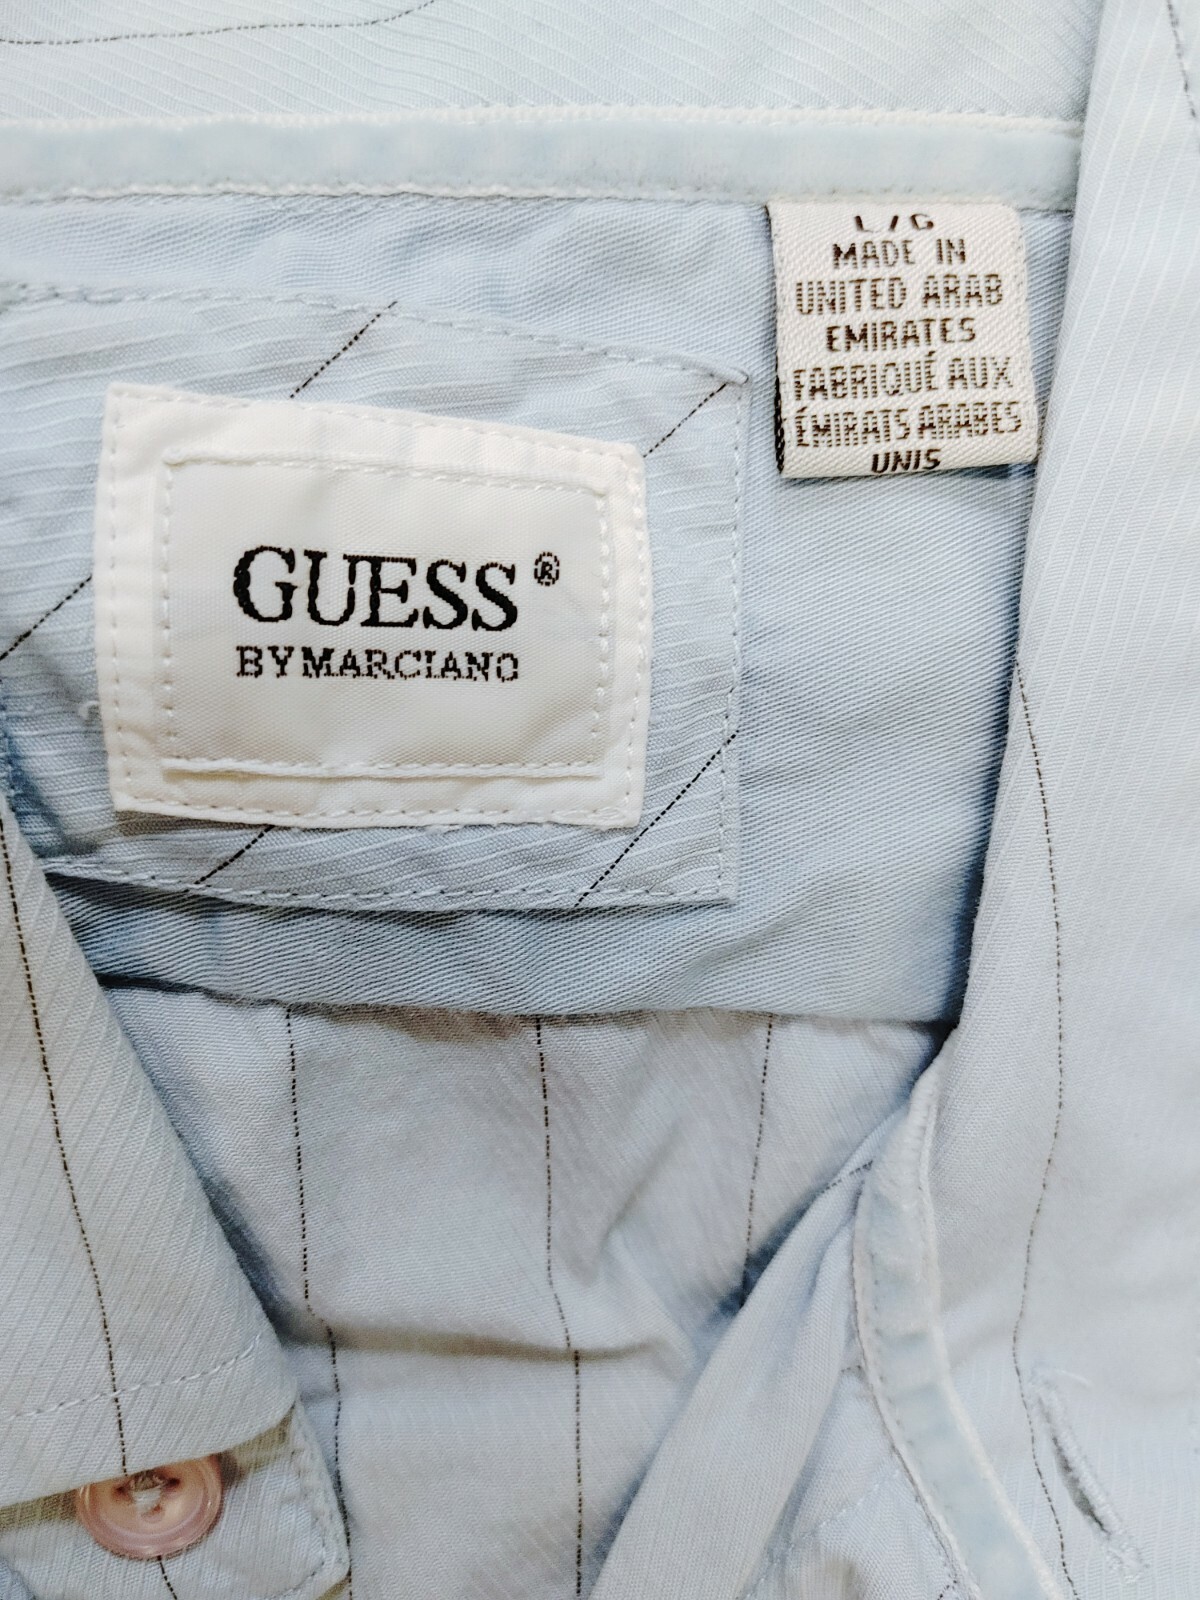 L/G
MADE IN
UNITED ARAB
EMIRATES
FABRIQUÉ AUX
ÉMIRATS ARABES
UNIS
GUESS®
BY MARCIANO